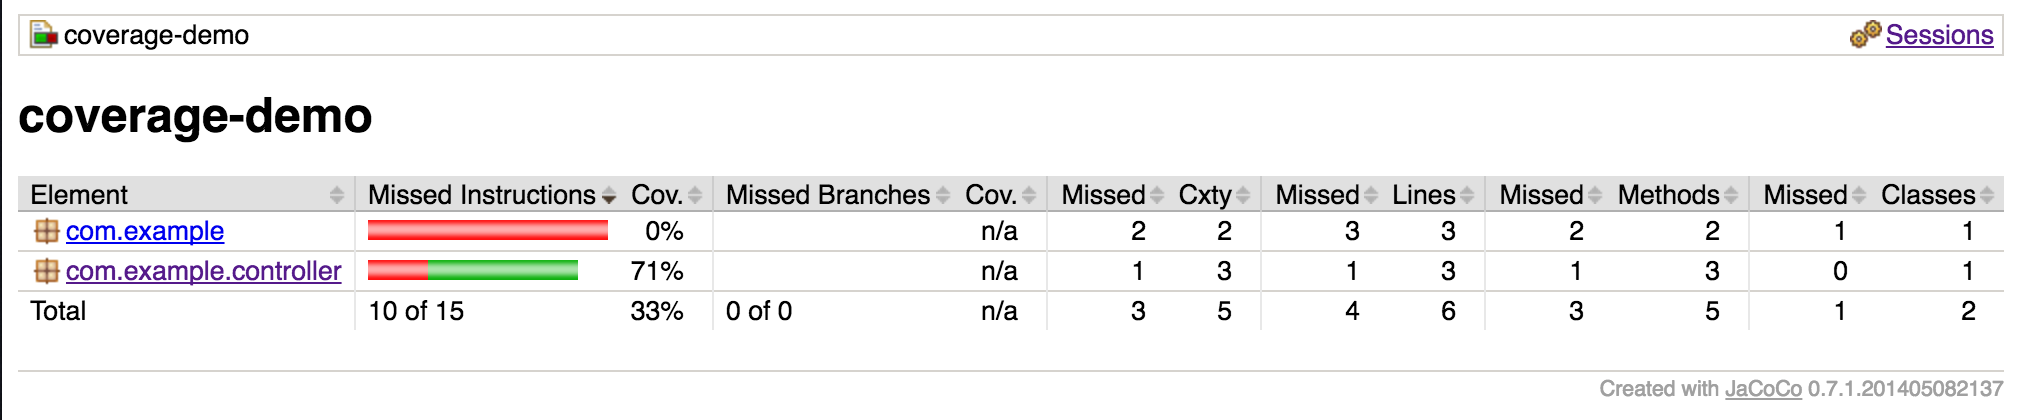 coverage-demo Sessions
coverage-demo
Element Missed Instructions Cov. Missed Branches Cov. Missed Cxty Missed Lines Missed Methods Missed Classes
com.example 0% n/a 2 2 3 3 2 2 1 1
com.example.controller 71% n/a 1 3 1 3 1 3 0 1
Total 10 of 15 33% 0 of 0 n/a 3 5 4 6 3 5 1 2
Created with JaCoCo 0.7.1.201405082137